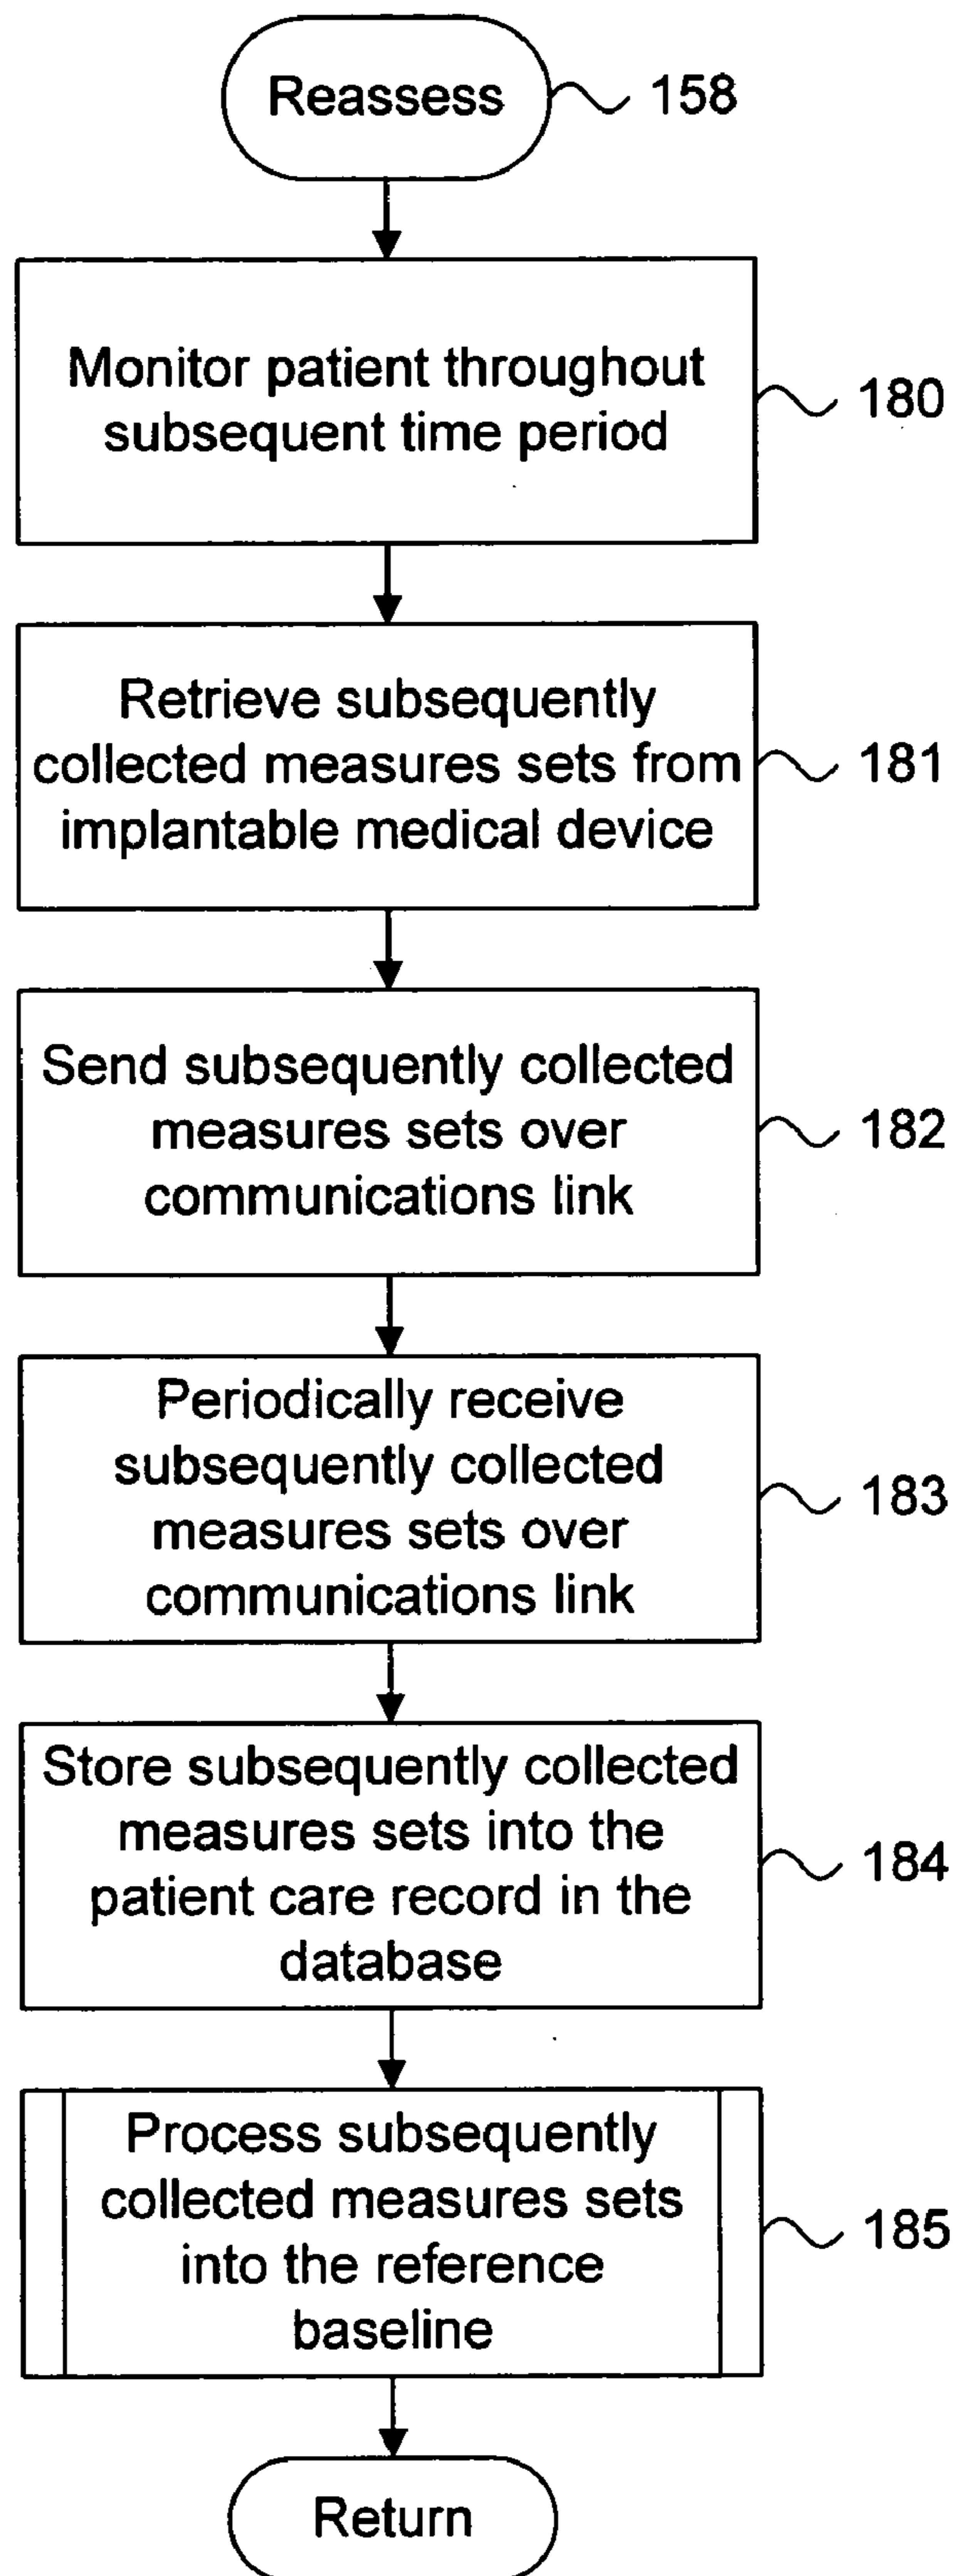 Reassess
158
Monitor patient throughout
subsequent time period
180
Retrieve subsequently
collected measures sets from
implantable medical device
181
Send subsequently collected
measures sets over
communications link
182
Periodically receive
subsequently collected
measures sets over
communications link
183
Store subsequently collected
measures sets into the
patient care record in the
database
184
Process subsequently
collected measures sets
into the reference
baseline
185
Return